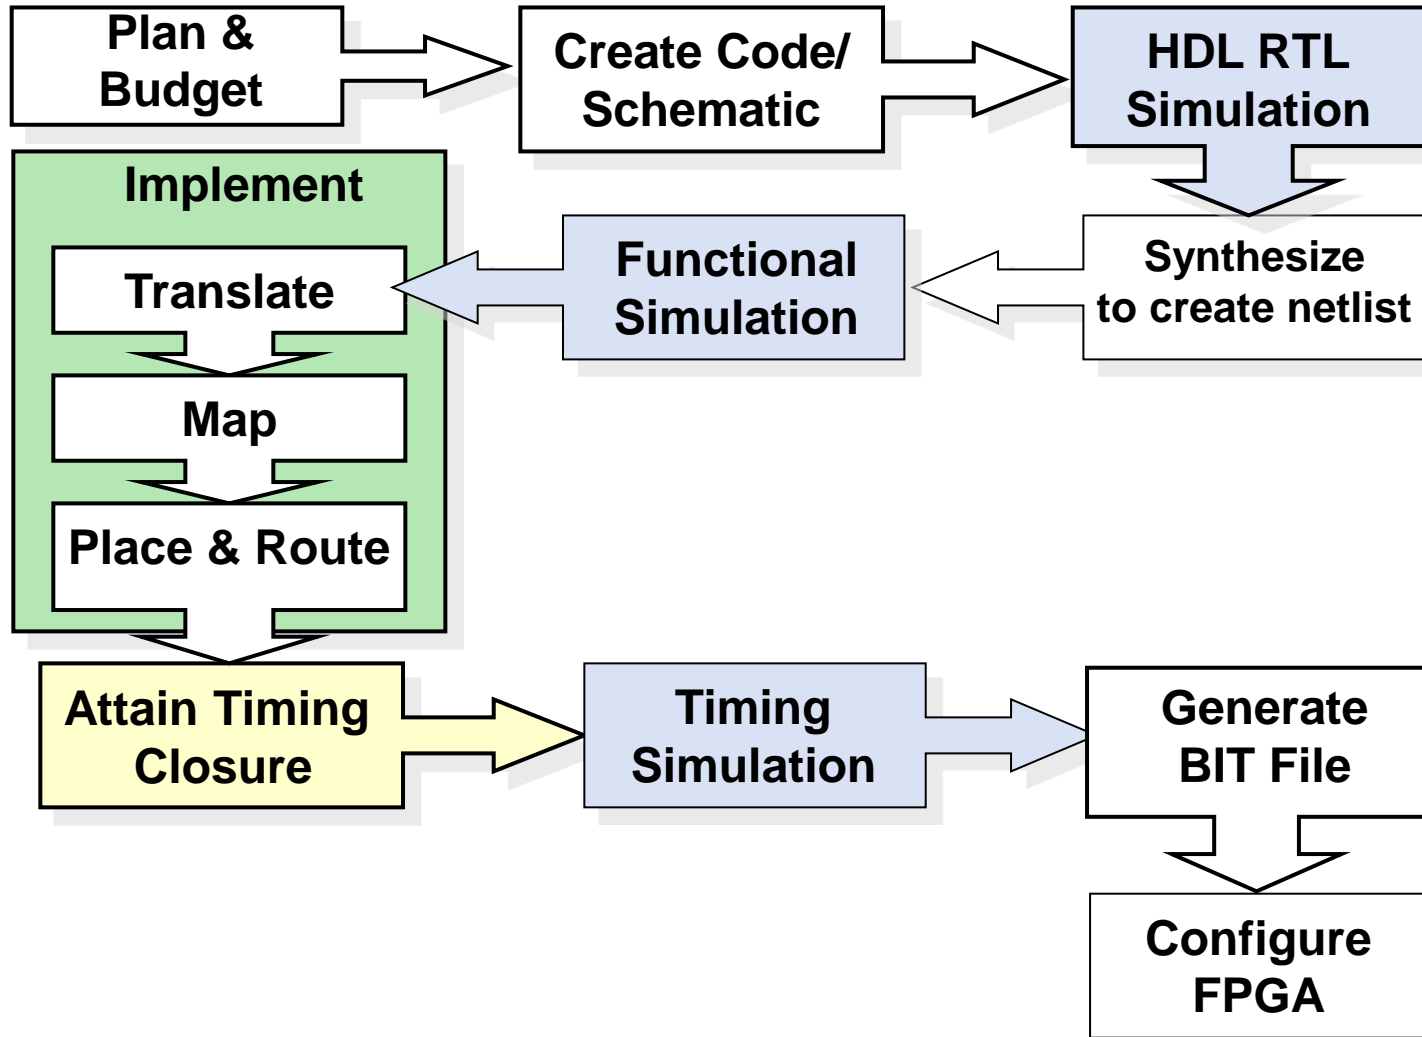 Plan &
Budget
Create Code/
Schematic
HDL RTL
Simulation
Synthesize
to create netlist
Functional
Simulation
Implement
Translate
Map
Place & Route
Attain Timing
Closure
Timing
Simulation
Generate
BIT File
Configure
FPGA